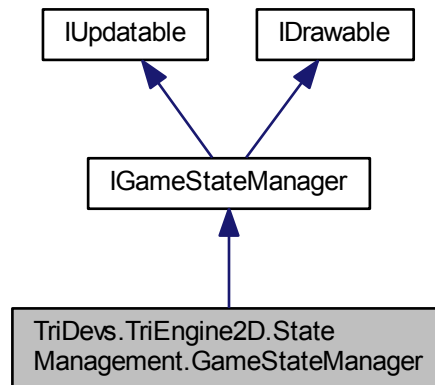 IUpdatable
IDrawable
IGameStateManager
TriDevs.TriEngine2D.State
Management.GameStateManager